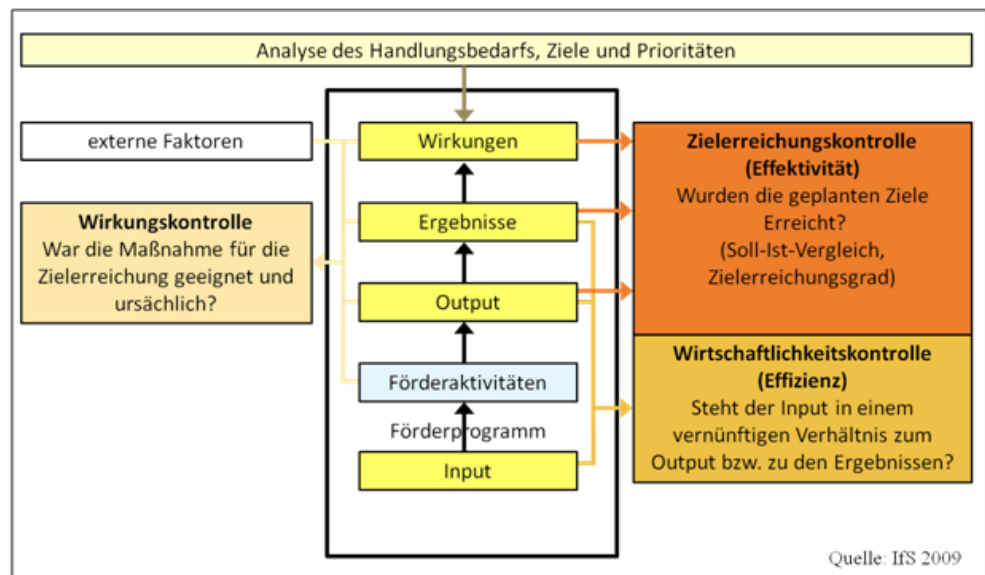 Analyse des Handlungsbedarfs, Ziele und Prioritäten
externe Faktoren
Wirkungskontrolle
War die Maßnahme für die
Zielerreichung geeignet und
ursächlich?
Wirkungen
Ergebnisse
Output
Förderaktivitäten
Förderprogramm
Input
Zielerreichungskontrolle
(Effektivität)
Wurden die geplanten Ziele
Erreicht?
(Soll-Ist-Vergleich,
Zielerreichungsgrad)
Wirtschaftlichkeitskontrolle
(Effizienz)
Steht der Input in einem
vernünftigen Verhältnis zum
Output bzw. zu den Ergebnissen?
Quelle: IfS 2009